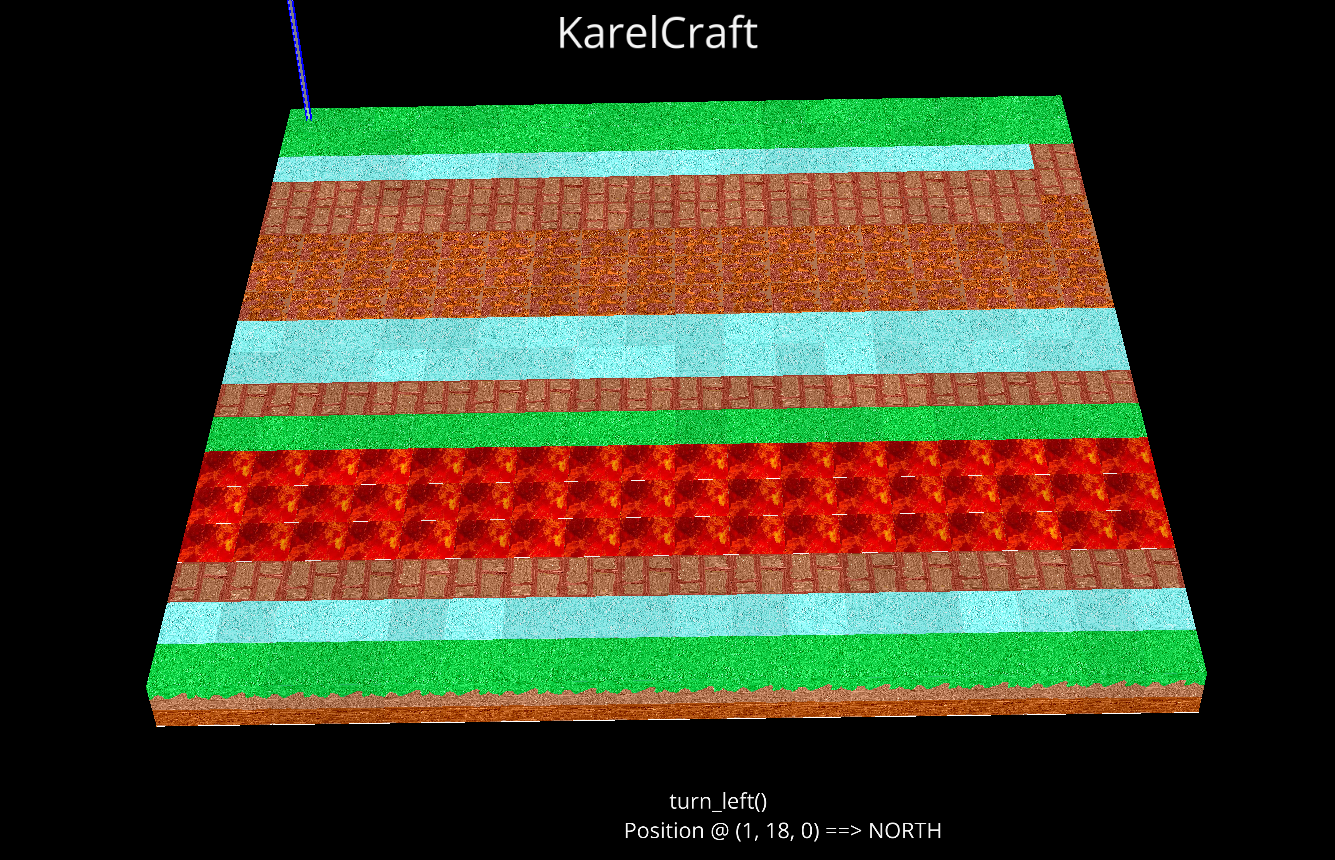 KarelCraft
turn_left()
Position @ (1, 18, 0) ==> NORTH